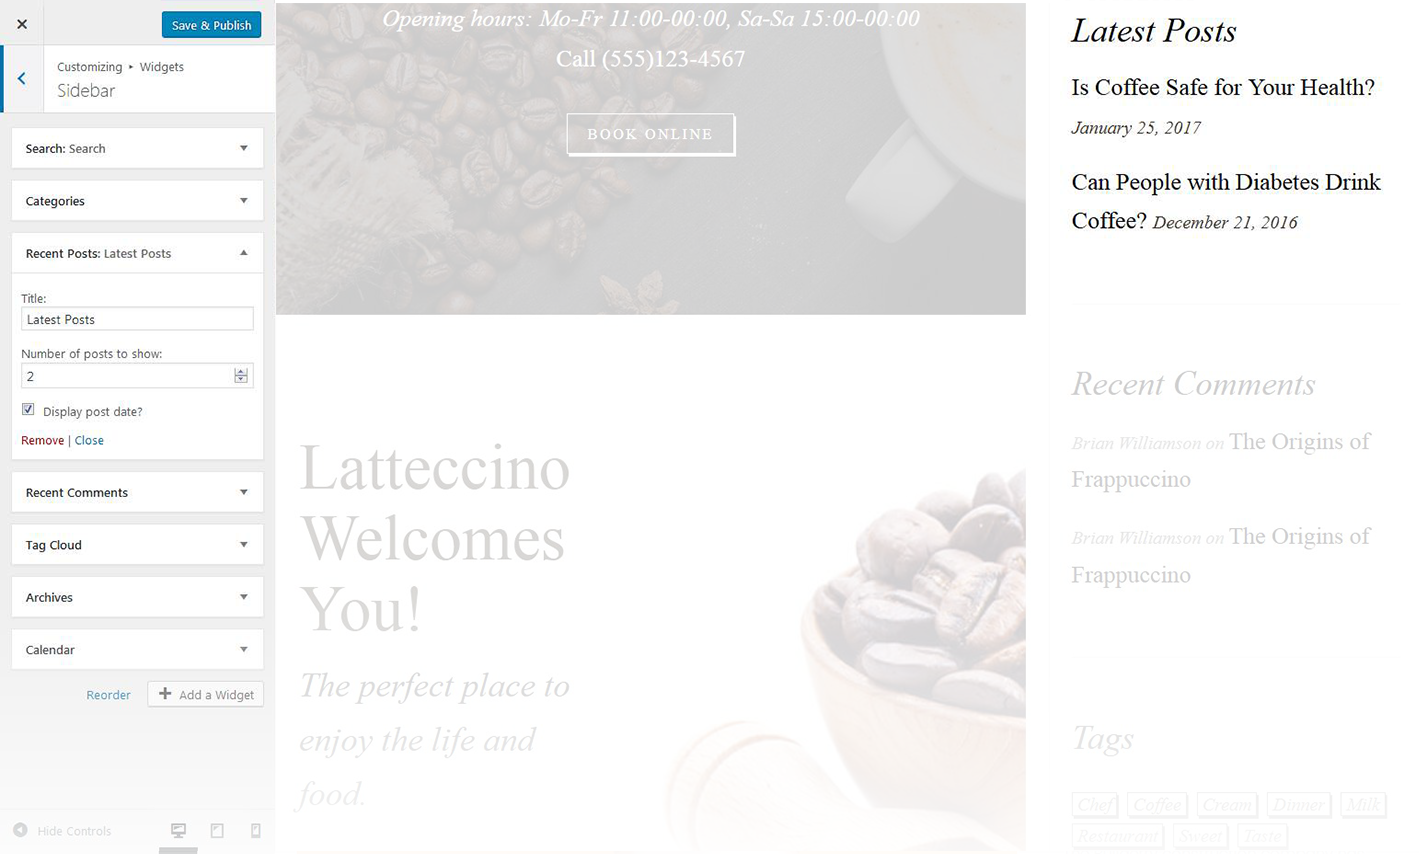 Save & Publish
Customizing ▸ Widgets
Sidebar
Search: Search
Categories
Recent Posts: Latest Posts
Title:
Latest Posts
Number of posts to show:
2
Display post date?
Remove | Close
Recent Comments
Tag Cloud
Archives
Calendar
Reorder
Add a Widget
Hide Controls
Opening hours: Mo-Fr 11:00-00:00, Sa-Sa 15:00-00:00
Call (555)123-4567
BOOK ONLINE
Latteccino
Welcomes
You!
The perfect place to
enjoy the life and
food.
Latest Posts
Is Coffee Safe for Your Health?
January 25, 2017
Can People with Diabetes Drink
Coffee? December 21, 2016
Recent Comments
Brian Williamson on The Origins of
Frappuccino
Brian Williamson on The Origins of
Frappuccino
Tags
Chef Coffee Cream Dinner Milk
Restaurant Sweet Taste